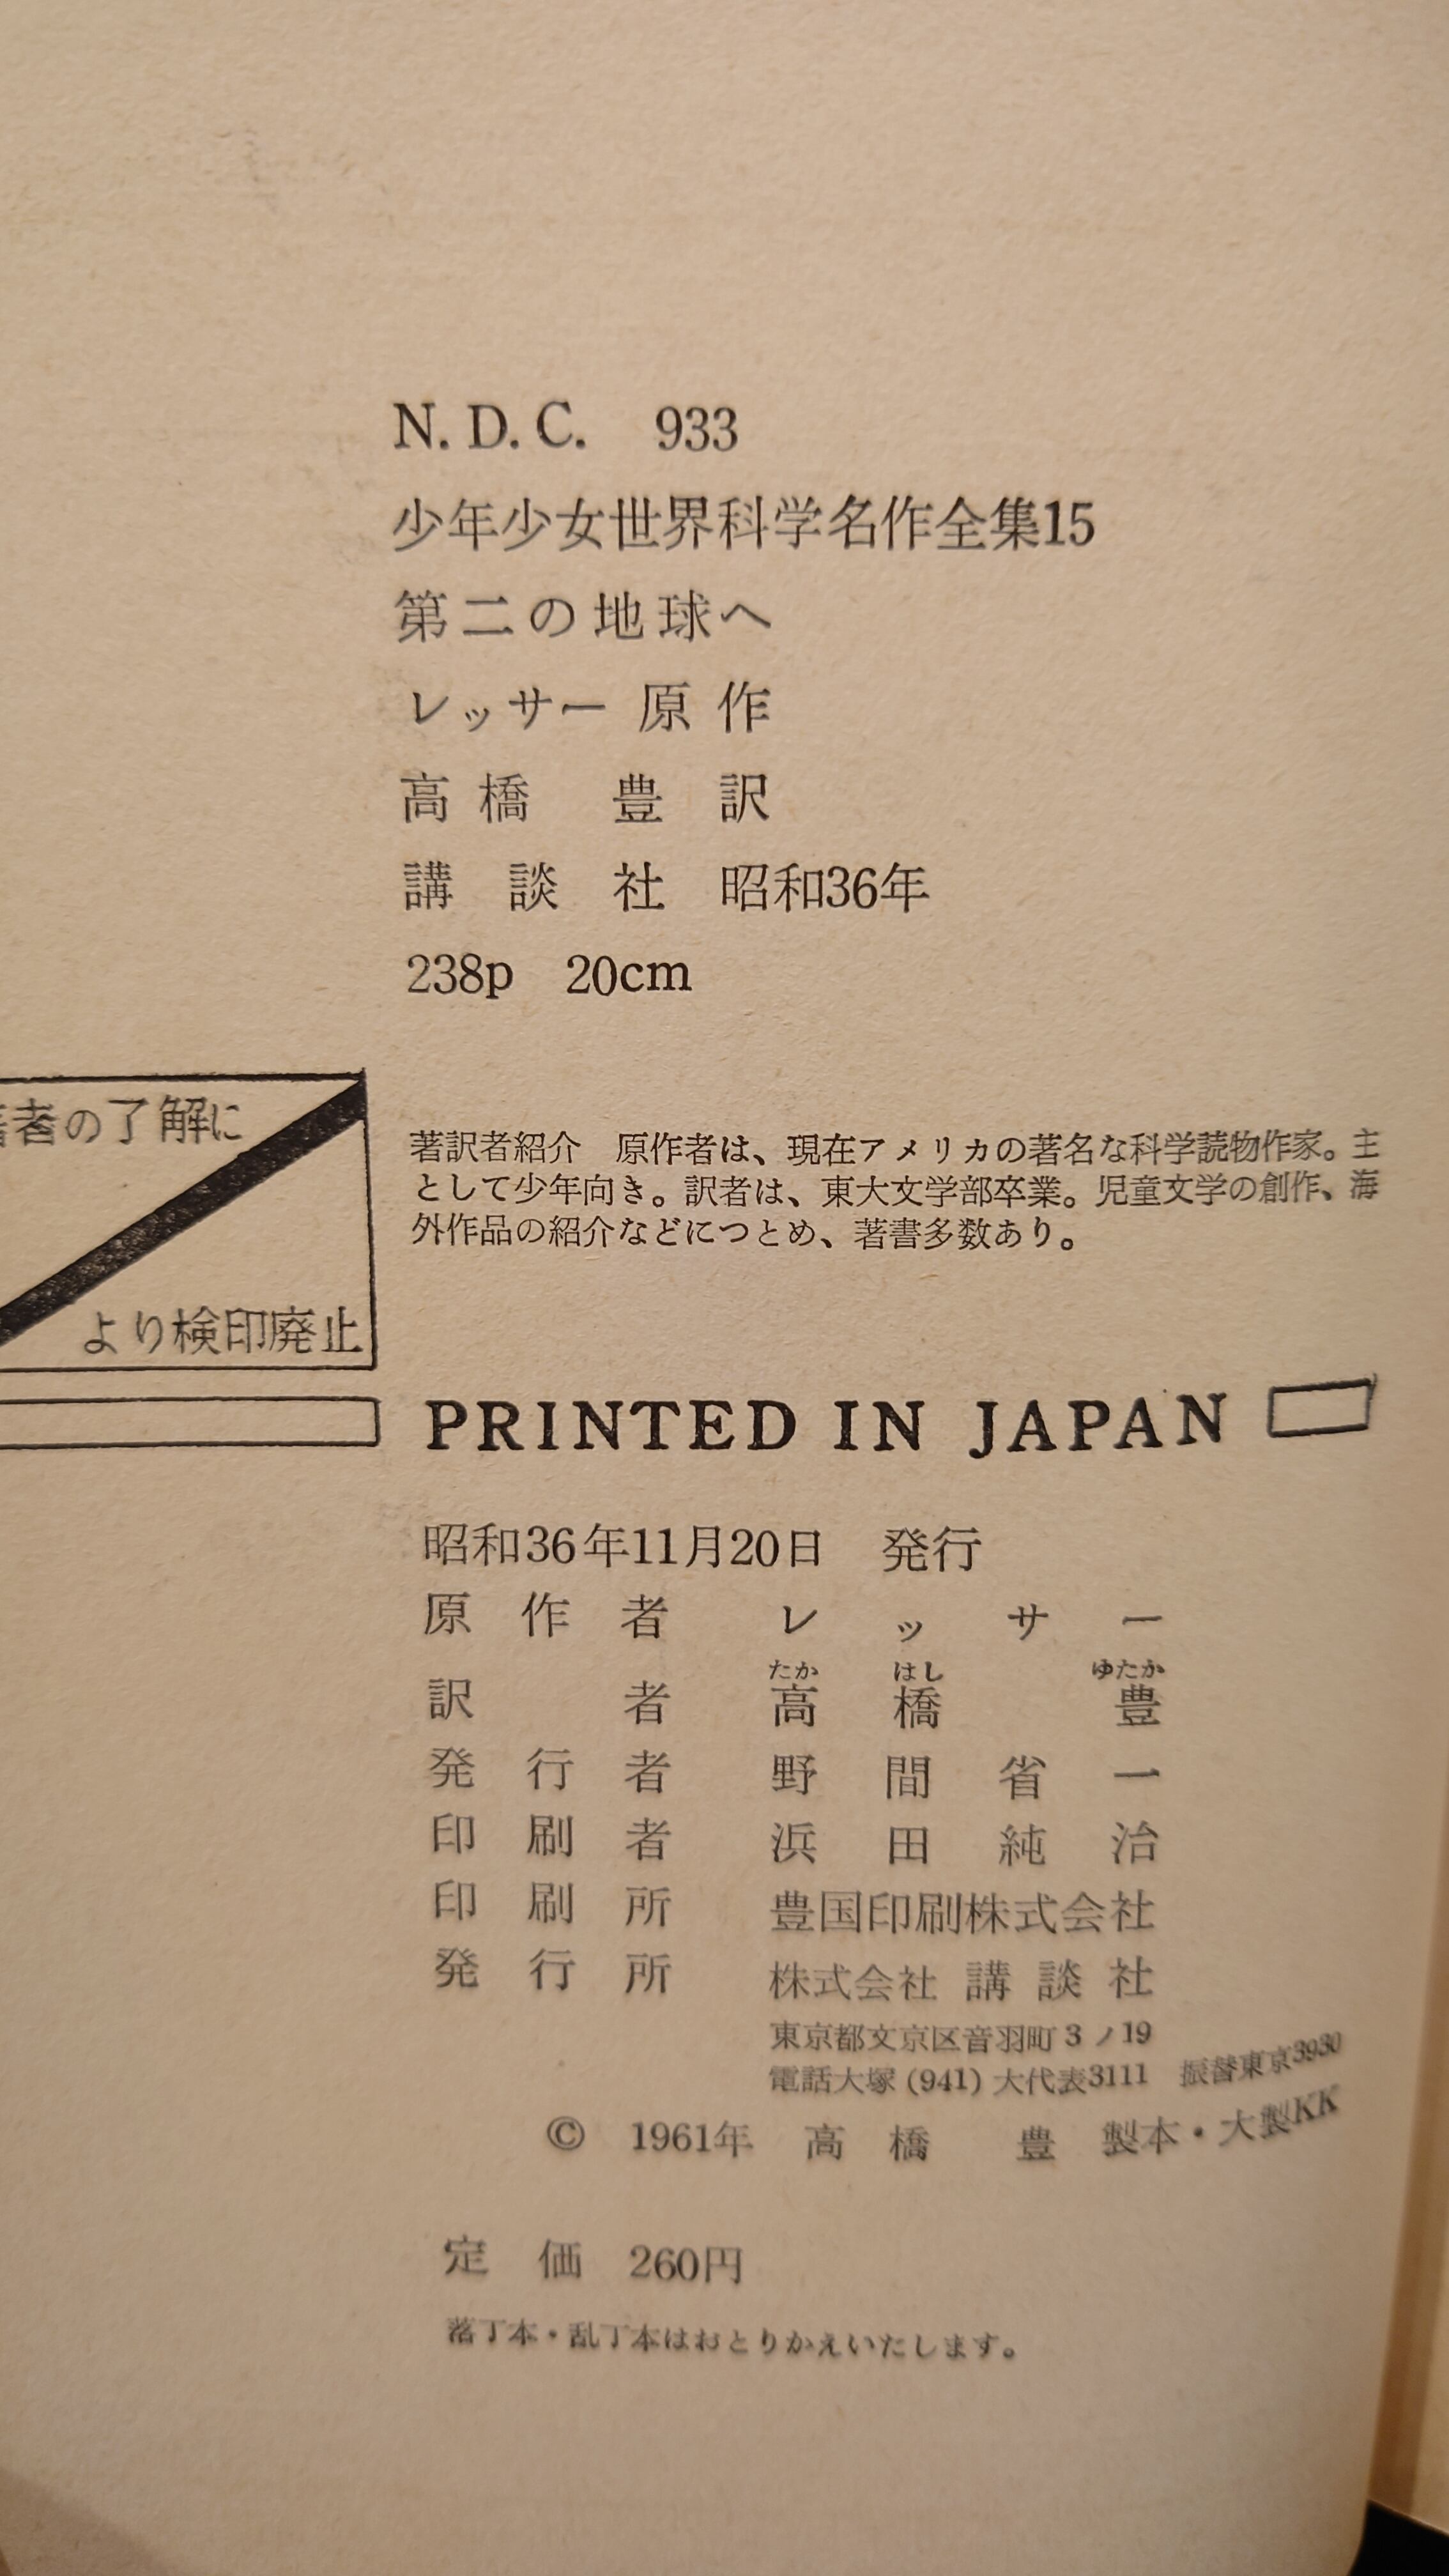 N. D. C. 933
少年少女世界科学名作全集15
第二の地球へ
レッサー 原作
高橋 豊 訳
講談社 昭和36年
238p 20cm
著者の了解に
より検印廃止
著訳者紹介 原作者は、現在アメリカの著名な科学読物作家。主
として少年向き。訳者は、東大文学部卒業。児童文学の創作、海
外作品の紹介などにつとめ、著書多数あり。
PRINTED IN JAPAN
昭和36年11月20日 発行
原作者 レッサー
たか はし ゆたか
訳者 高橋 豊
発行者 野間省一
印刷者 浜田純治
印刷所 豊国印刷株式会社
発行所 株式会社 講談社
東京都文京区音羽町3ノ19
電話大塚(941)大代表3111 振替東京3930
© 1961年 高橋 豊 製本・大製KK
定価 260円
落丁本・乱丁本はおとりかえいたします。